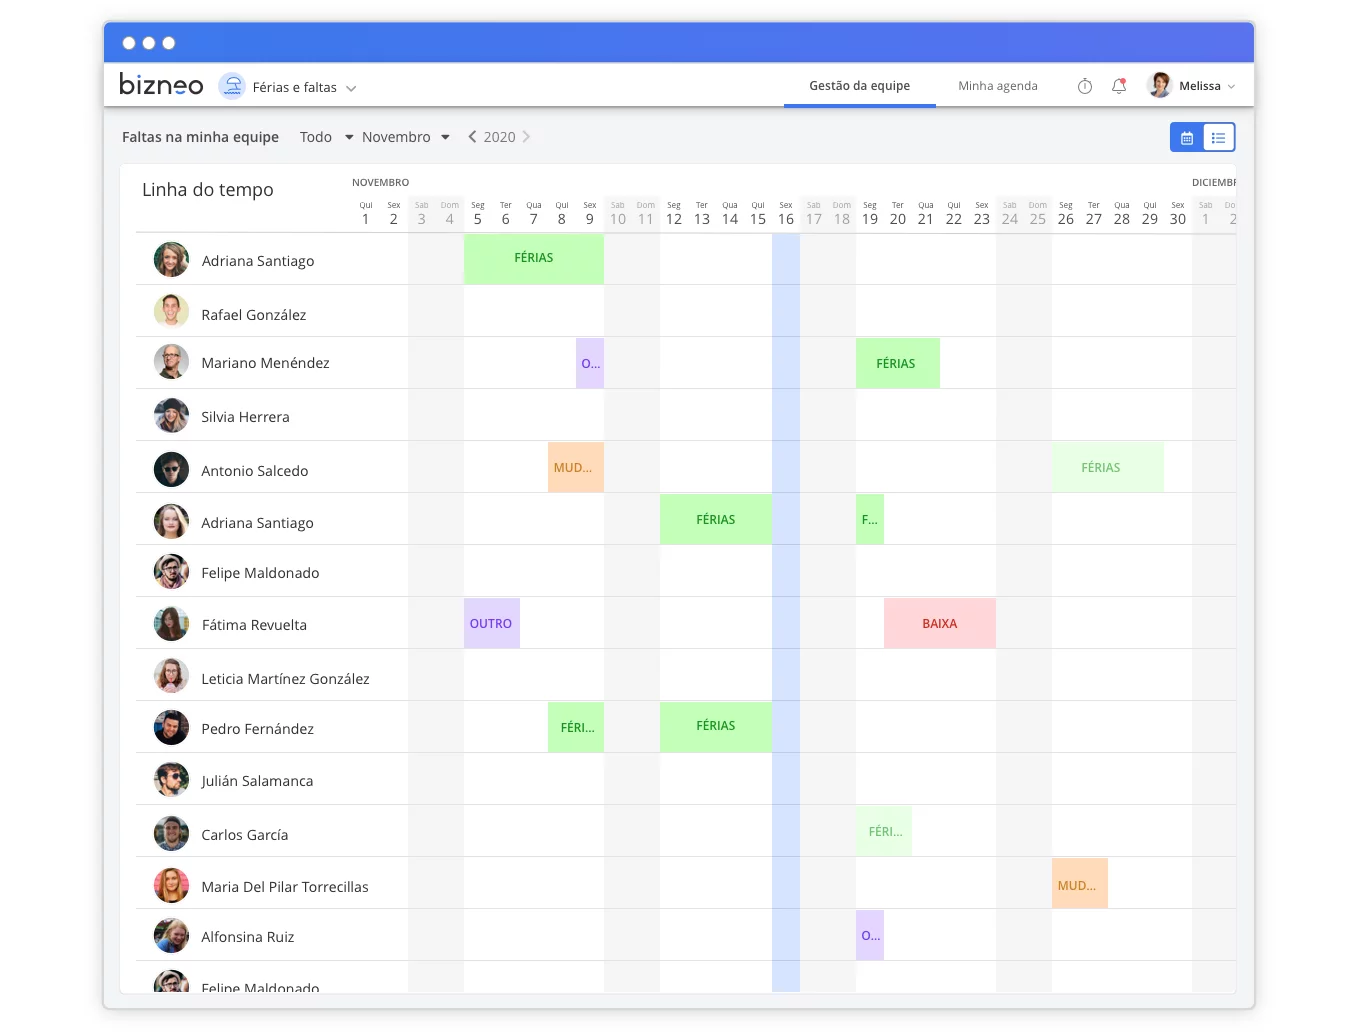 bizneo Férias e faltas Gestão da equipe Minha agenda Melissa
Faltas na minha equipe Todo Novembro 2020
Linha do tempo
NOVEMBRO DICIEMBR
Qui Sex Sab Dom Seg Ter Qua Qui Sex Sab Dom Seg Ter Qua Qui Sex Sab Dom Seg Ter Qua Qui Sex Sab Dom Seg Ter Qua Qui Sex Sab Do
1 2 3 4 5 6 7 8 9 10 11 12 13 14 15 16 17 18 19 20 21 22 23 24 25 26 27 28 29 30 1 2
Adriana Santiago FÉRIAS
Rafael González
Mariano Menéndez O... FÉRIAS
Silvia Herrera
Antonio Salcedo MUD... FÉRIAS
Adriana Santiago FÉRIAS F...
Felipe Maldonado
Fátima Revuelta OUTRO BAIXA
Leticia Martínez González
Pedro Fernández FÉRI... FÉRIAS
Julián Salamanca
Carlos García FÉRI...
Maria Del Pilar Torrecillas MUD...
Alfonsina Ruiz O...
Felipe Maldonado